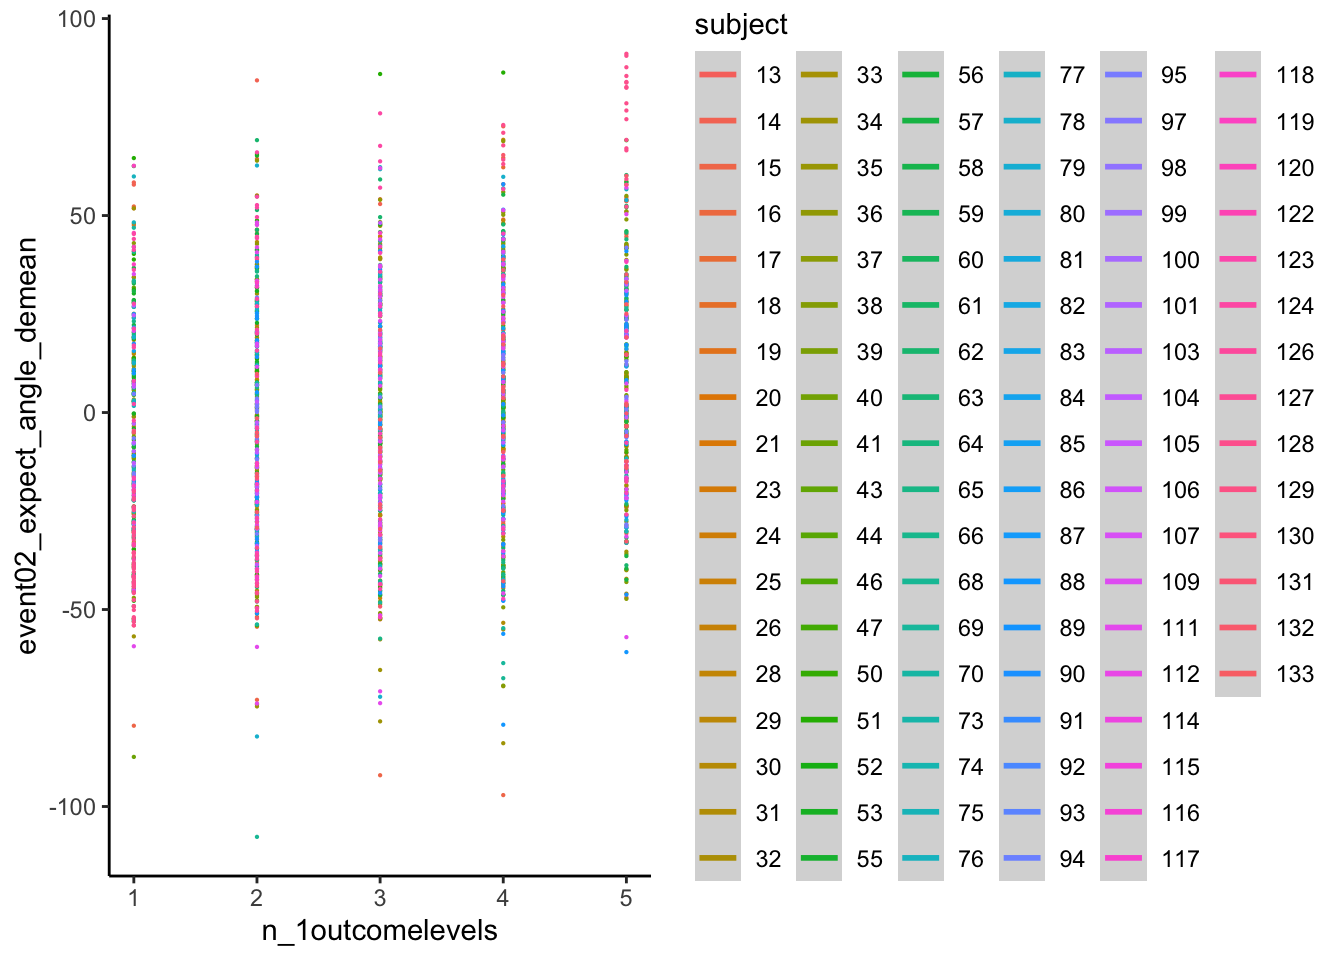 100
50
0
-50
-100
event02_expect_angle_demean
1 2 3 4 5
n_1outcomelevels
subject
13 33 56 77 95 118
14 34 57 78 97 119
15 35 58 79 98 120
16 36 59 80 99 122
17 37 60 81 100 123
18 38 61 82 101 124
19 39 62 83 103 126
20 40 63 84 104 127
21 41 64 85 105 128
23 43 65 86 106 129
24 44 66 87 107 130
25 46 68 88 109 131
26 47 69 89 111 132
28 50 70 90 112 133
29 51 73 91 114
30 52 74 92 115
31 53 75 93 116
32 55 76 94 117